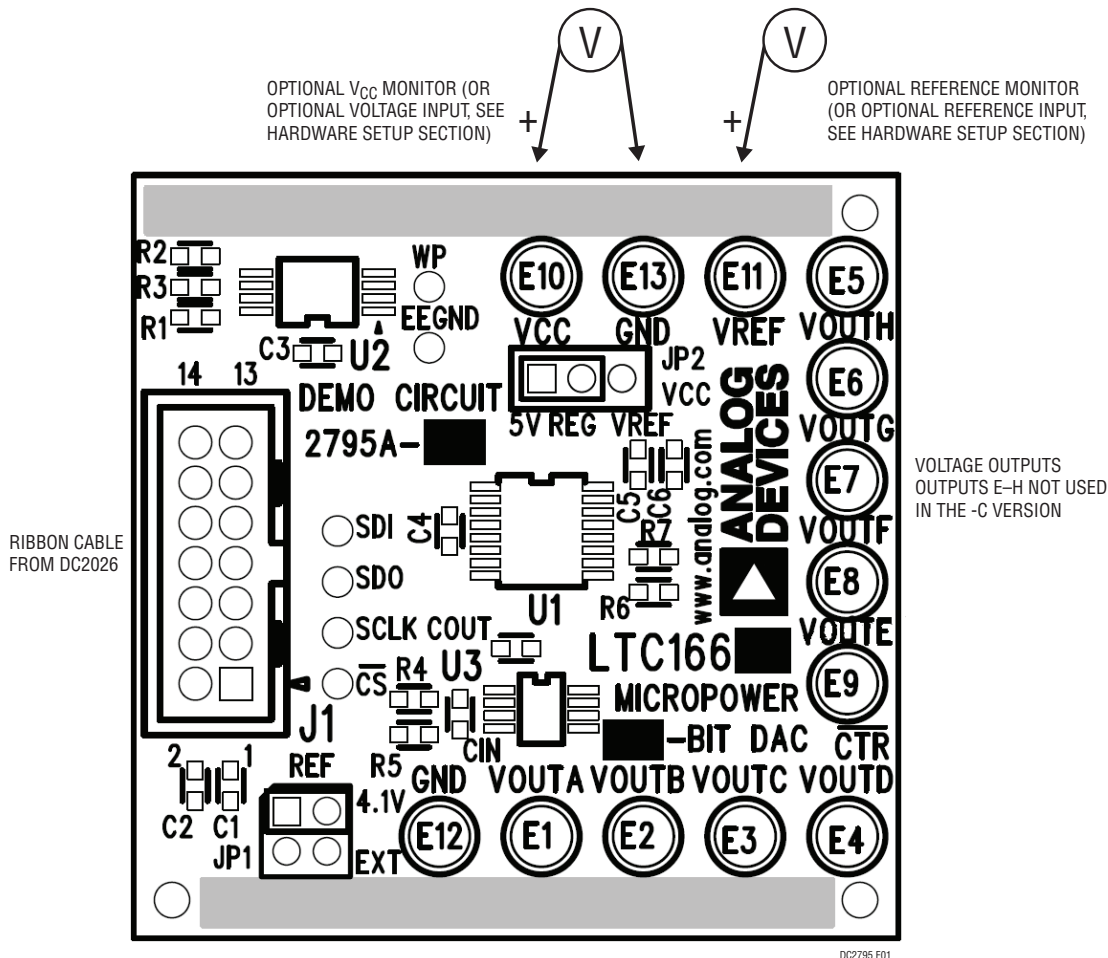 V
V
OPTIONAL VCC MONITOR (OR
OPTIONAL VOLTAGE INPUT, SEE
HARDWARE SETUP SECTION)
+
+
OPTIONAL REFERENCE MONITOR
(OR OPTIONAL REFERENCE INPUT,
SEE HARDWARE SETUP SECTION)
R2
R3
R1
WP
EEGND
C3
U2
E10
E13
E11
E5
VCC
GND
VREF
VOUTH
JP2
VCC
5V REG
VREF
E6
VOUTG
14
13
DEMO CIRCUIT
2795A-
ANALOG
DEVICES
www.analog.com
E7
VOUTF
VOLTAGE OUTPUTS
OUTPUTS E–H NOT USED
IN THE -C VERSION
RIBBON CABLE
FROM DC2026
SDI
SDO
SCLK
CS
C4
C5
C6
R7
R6
U1
E8
VOUTE
COUT
U3
LTC166
E9
CTR
R4
R5
CIN
MICROPOWER
-BIT DAC
J1
2
1
C2
C1
REF
4.1V
JP1
EXT
GND
VOUTA
VOUTB
VOUTC
VOUTD
E12
E1
E2
E3
E4
DC2795 F01